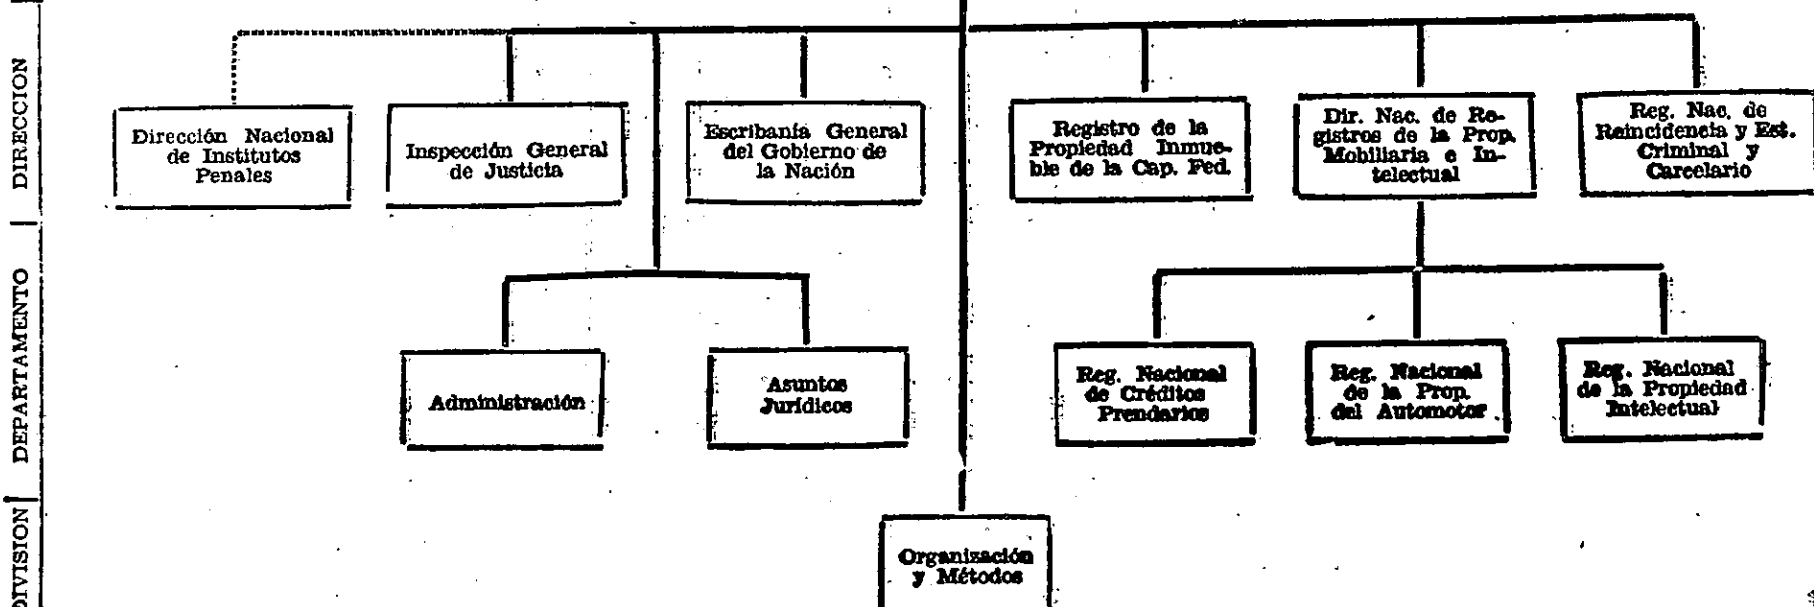 DIRECCION
Dirección Nacional
de Institutos
Penales
Inspección General
de Justicia
Escribanía General
del Gobierno de
la Nación
Registro de la
Propiedad Inmue-
ble de la Cap. Fed.
Dir. Nac. de Re-
gistros de la Prop.
Mobiliaria e In-
telectual
Reg. Nac. de
Reincidencia y Est.
Criminal y
Carcelario
DEPARTAMENTO
Administración
Asuntos
Jurídicos
Reg. Nacional
de Créditos
Prendarios
Reg. Nacional
de la Prop.
del Automotor
Reg. Nacional
de la Propiedad
Intelectual
DIVISION
Organización
y Métodos